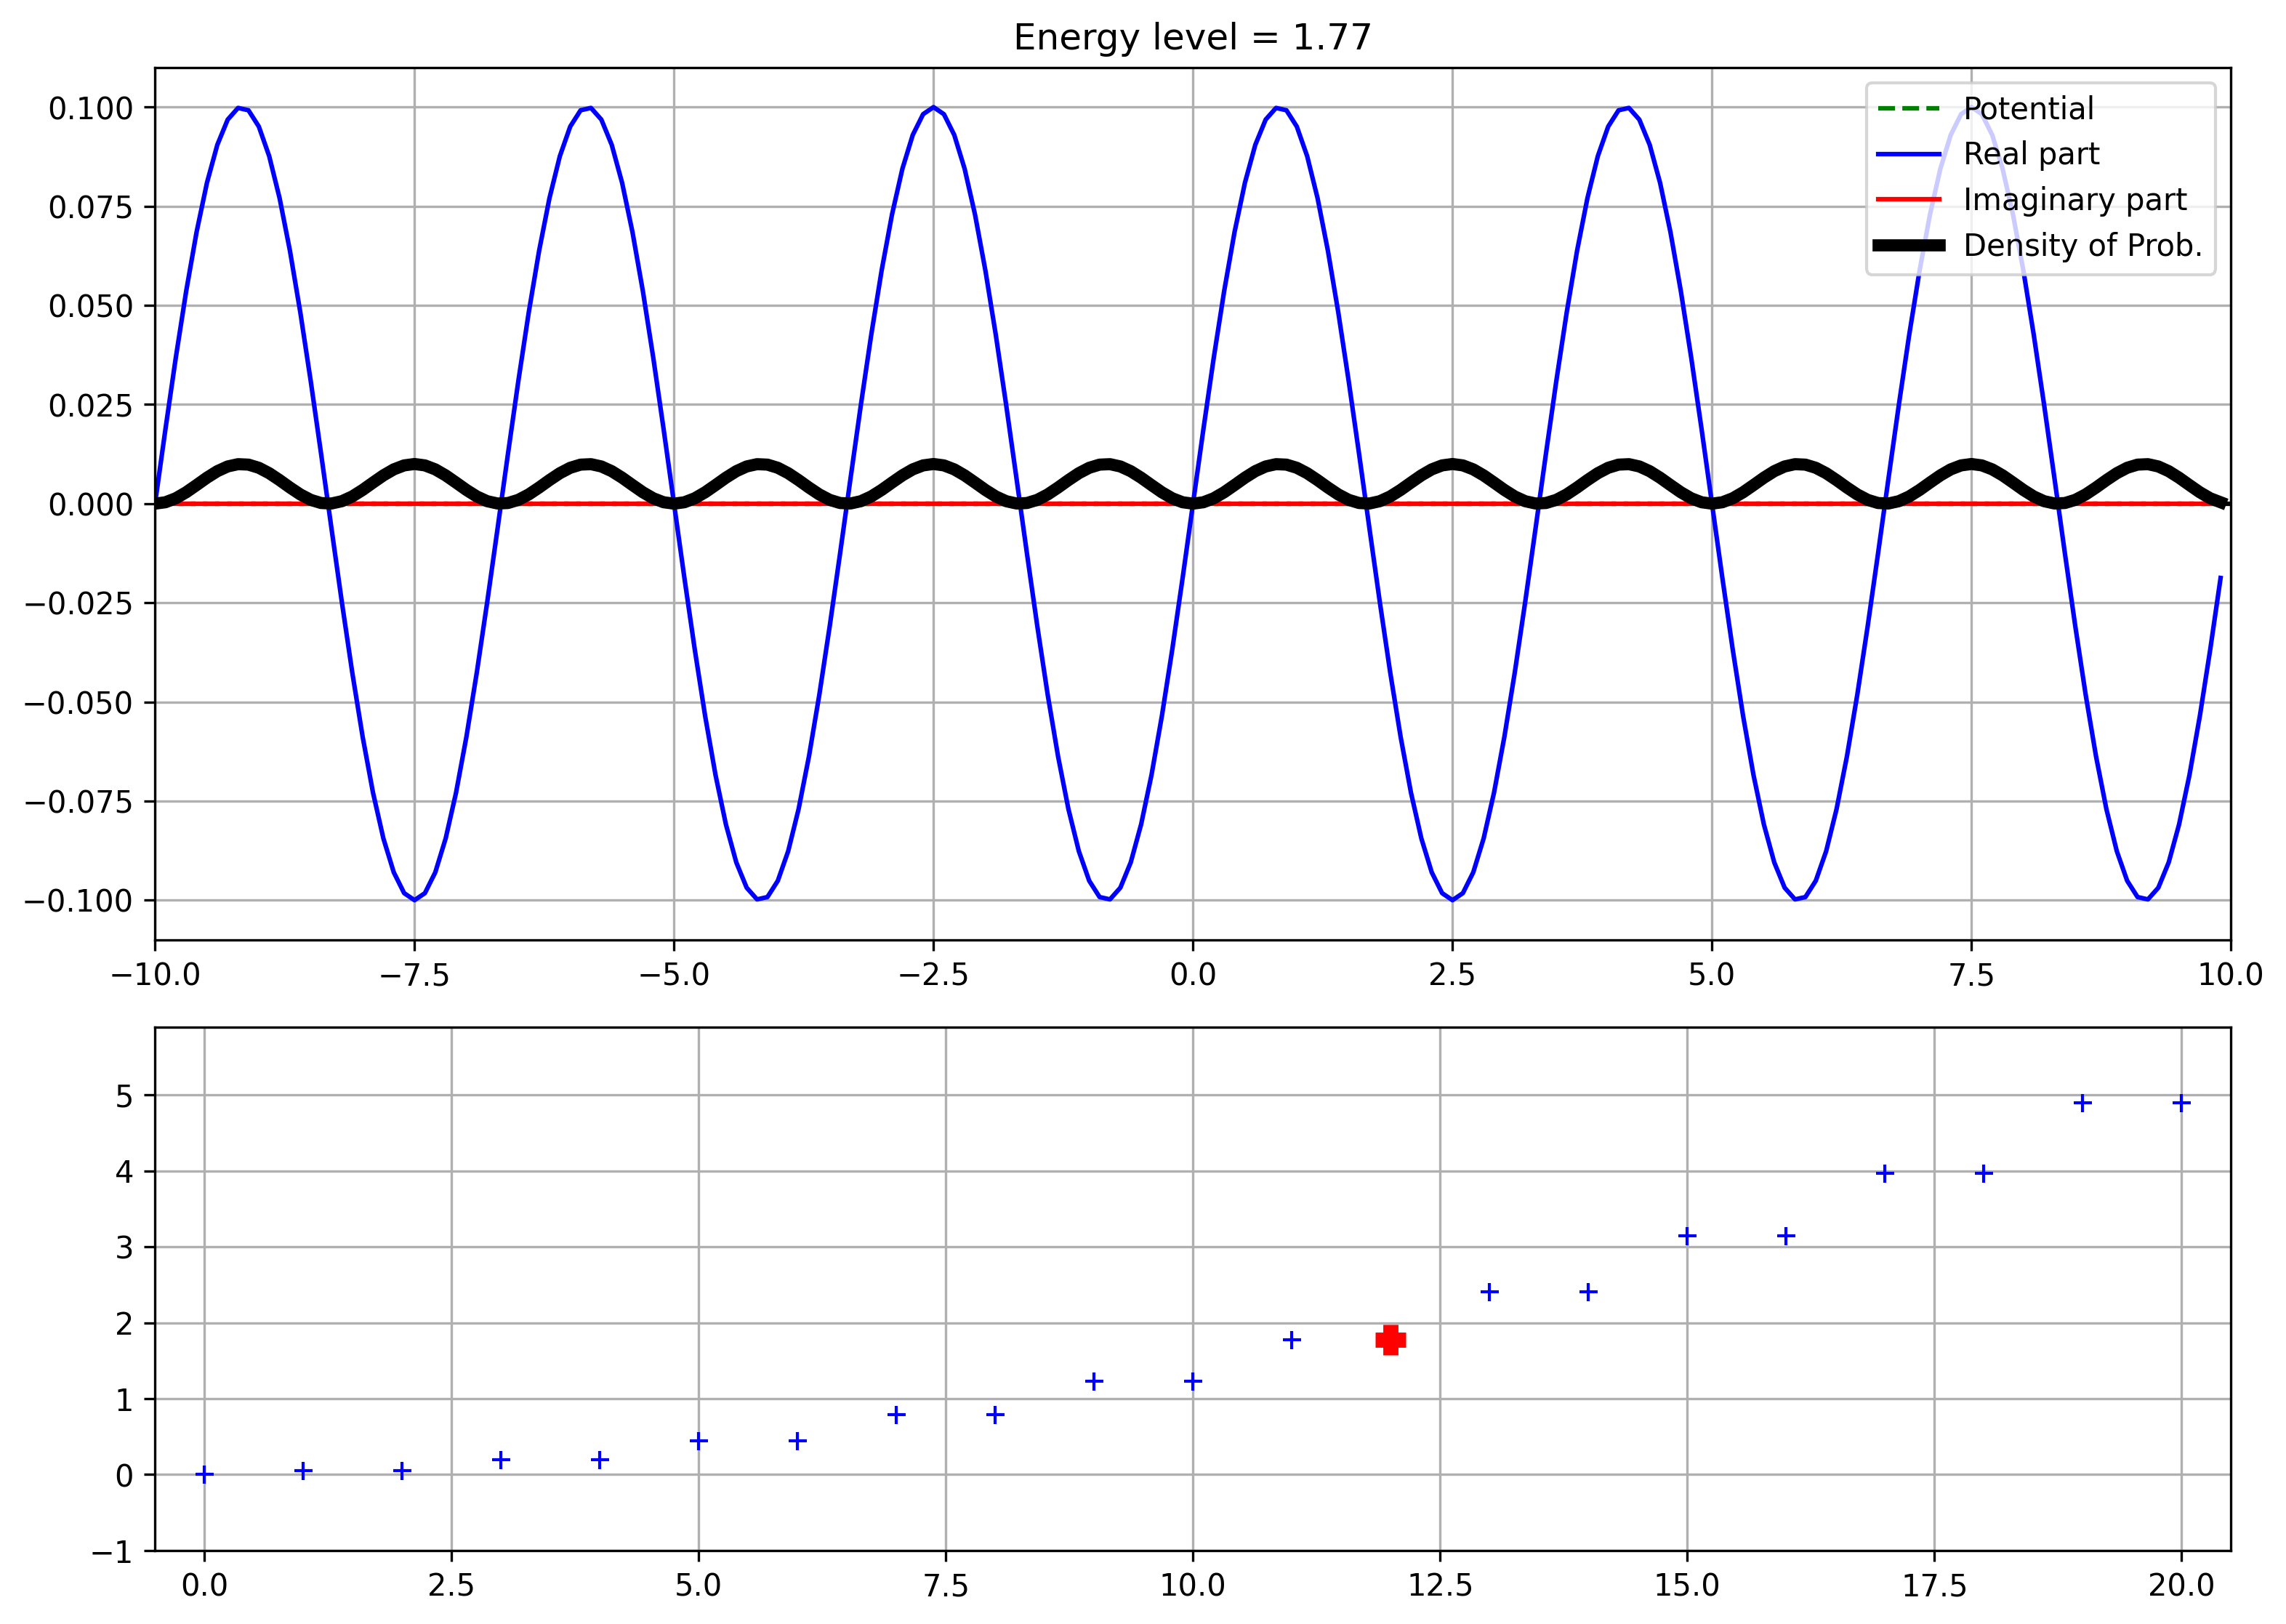 Energy level = 1.77
Potential
Real part
Imaginary part
Density of Prob.
0.100
0.075
0.050
0.025
0.000
−0.025
−0.050
−0.075
−0.100
−10.0 −7.5 −5.0 −2.5 0.0 2.5 5.0 7.5 10.0
5
4
3
2
1
0
−1
0.0 2.5 5.0 7.5 10.0 12.5 15.0 17.5 20.0